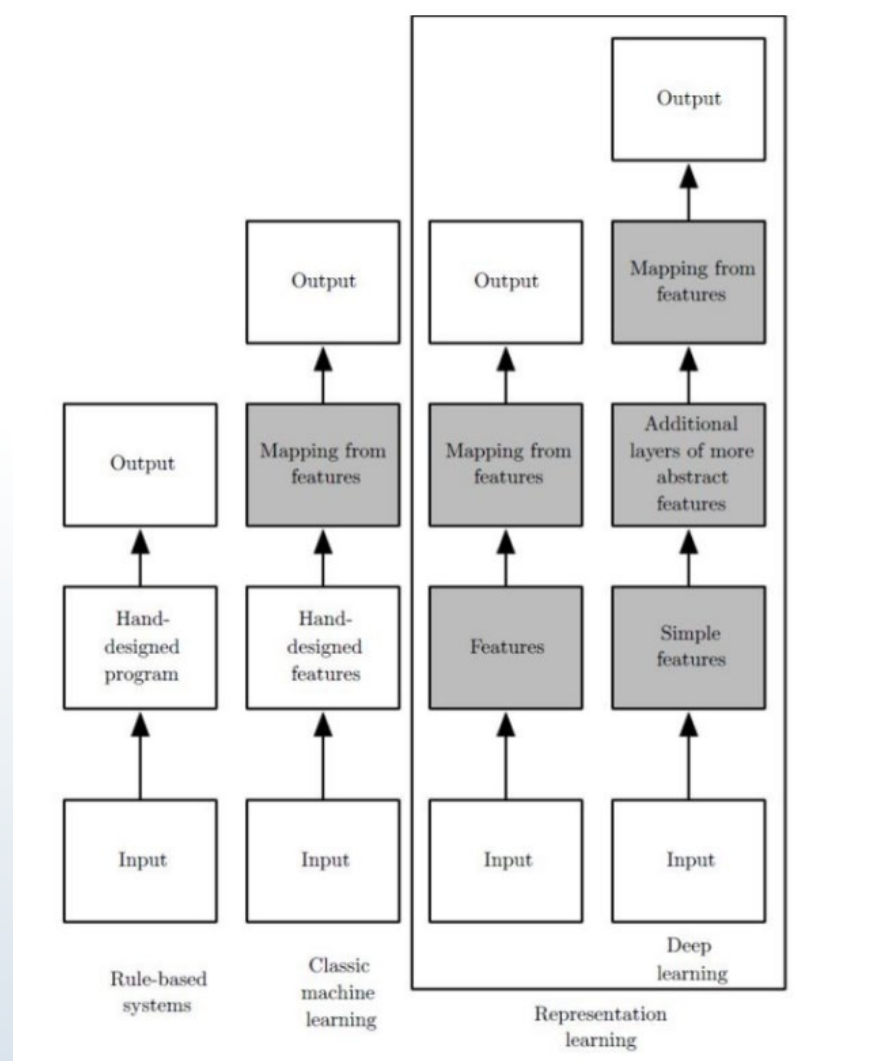 Output
Output
Output
Mapping from
features
Output
Mapping from
features
Mapping from
features
Additional
layers of more
abstract
features
Hand-
designed
program
Hand-
designed
features
Features
Simple
features
Input
Input
Input
Input
Rule-based
systems
Classic
machine
learning
Deep
learning
Representation
learning